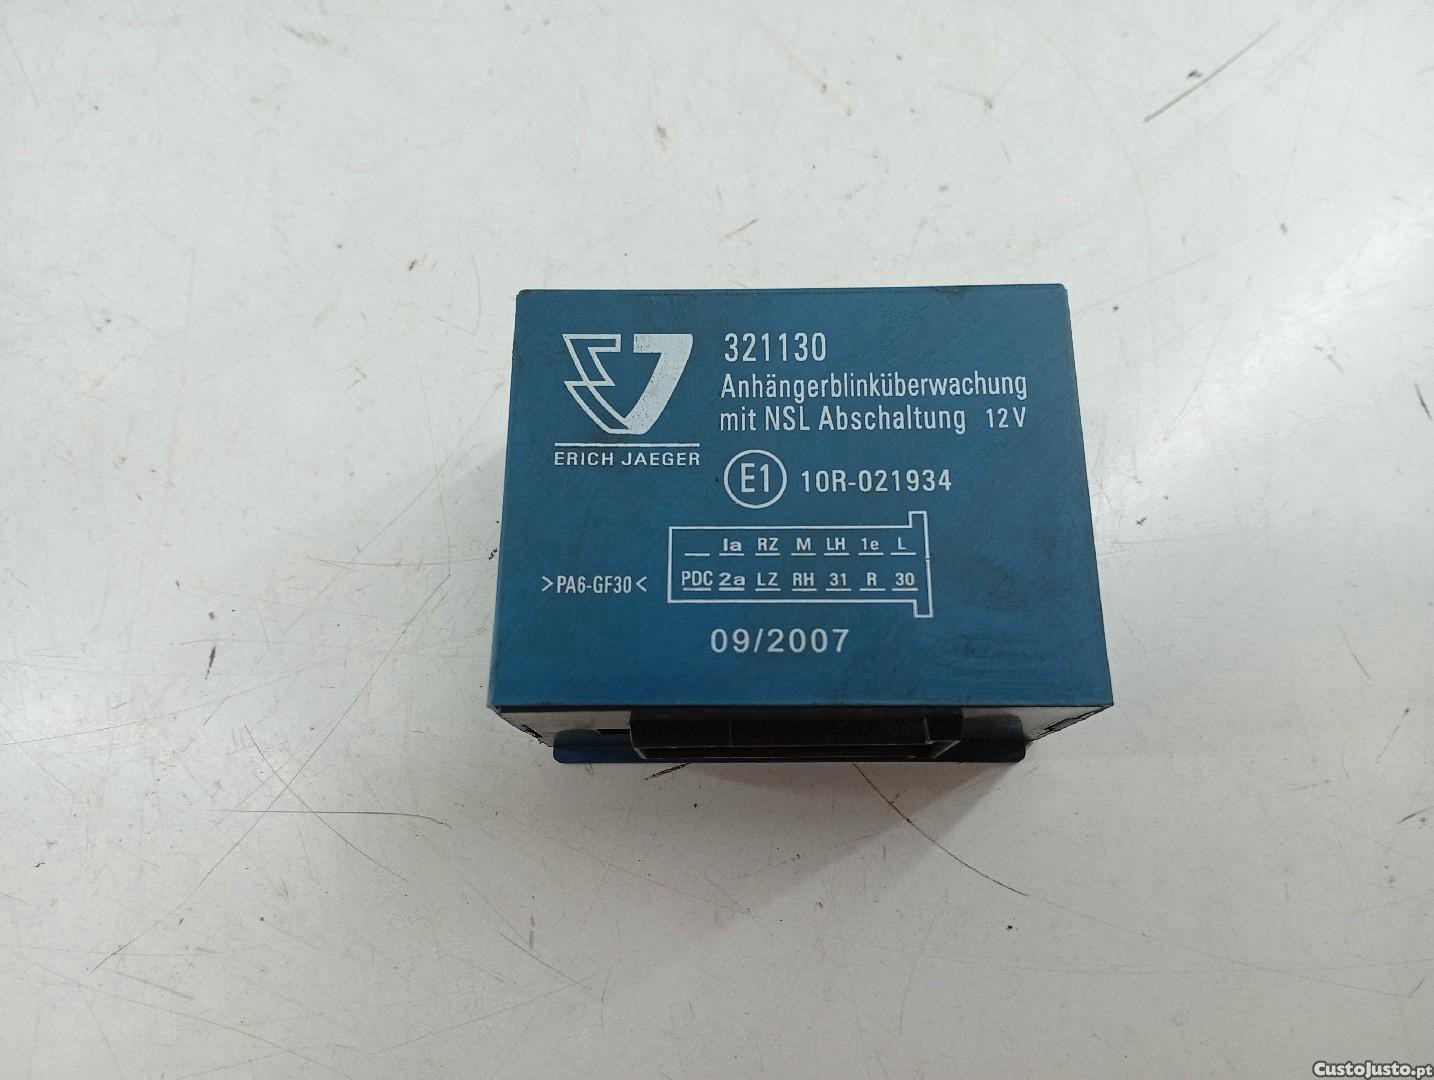 321130
Anhängerblinküberwachung
mit NSL Abschaltung 12V
ERICH JAEGER
E1 10R-021934
Ia RZ M LH 1e L
PDC 2a LZ RH 31 R 30
>PA6-GF30<
09/2007
CustoJusto.pt